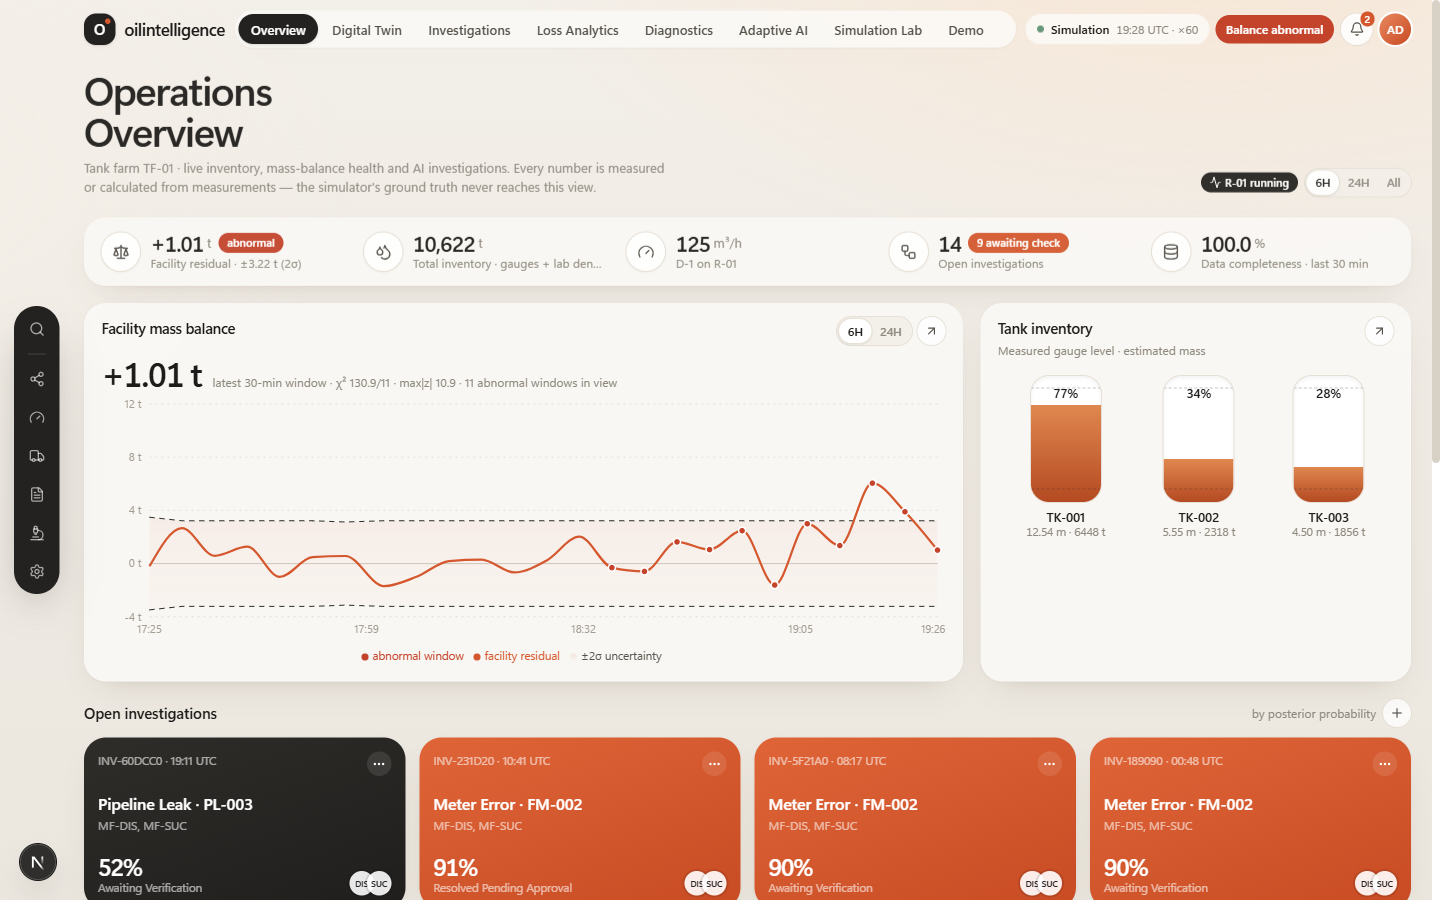 O
oilintelligence
Overview
Digital Twin
Investigations
Loss Analytics
Diagnostics
Adaptive AI
Simulation Lab
Demo
Simulation 19:28 UTC · ×60
Balance abnormal
2
AD
Operations
Overview
Tank farm TF-01 · live inventory, mass-balance health and AI investigations. Every number is measured
or calculated from measurements — the simulator's ground truth never reaches this view.
R-01 running
6H 24H All
+1.01 t abnormal
Facility residual · ±3.22 t (2σ)
10,622 t
Total inventory · gauges + lab den...
125 m³/h
D-1 on R-01
14 9 awaiting check
Open investigations
100.0 %
Data completeness · last 30 min
Facility mass balance
6H 24H
+1.01 t latest 30-min window · χ² 130.9/11 · max|z| 10.9 · 11 abnormal windows in view
12 t
8 t
4 t
0 t
-4 t
17:25 17:59 18:32 19:05 19:26
abnormal window facility residual ±2σ uncertainty
Tank inventory
Measured gauge level · estimated mass
77% 34% 28%
TK-001 TK-002 TK-003
12.54 m · 6448 t 5.55 m · 2318 t 4.50 m · 1856 t
Open investigations
by posterior probability
INV-60DCC0 · 19:11 UTC
Pipeline Leak · PL-003
MF-DIS, MF-SUC
52%
Awaiting Verification
DIS SUC
INV-231D20 · 10:41 UTC
Meter Error · FM-002
MF-DIS, MF-SUC
91%
Resolved Pending Approval
DIS SUC
INV-5F21A0 · 08:17 UTC
Meter Error · FM-002
MF-DIS, MF-SUC
90%
Awaiting Verification
DIS SUC
INV-189090 · 00:48 UTC
Meter Error · FM-002
MF-DIS, MF-SUC
90%
Awaiting Verification
DIS SUC
N